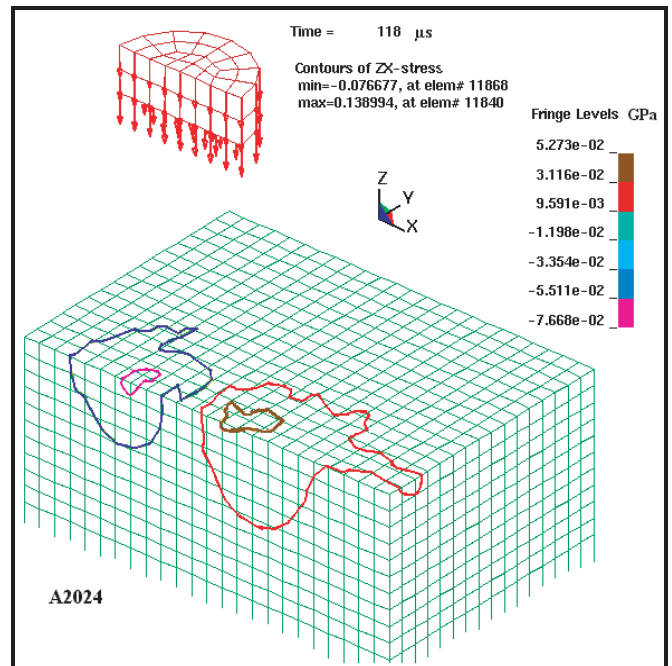 Time = 118 μs
Contours of ZX-stress
min=-0.076677, at elem# 11868
max=0.138994, at elem# 11840
Fringe Levels GPa
5.273e-02
3.116e-02
9.591e-03
-1.198e-02
-3.354e-02
-5.511e-02
-7.668e-02
Z
Y
X
A2024